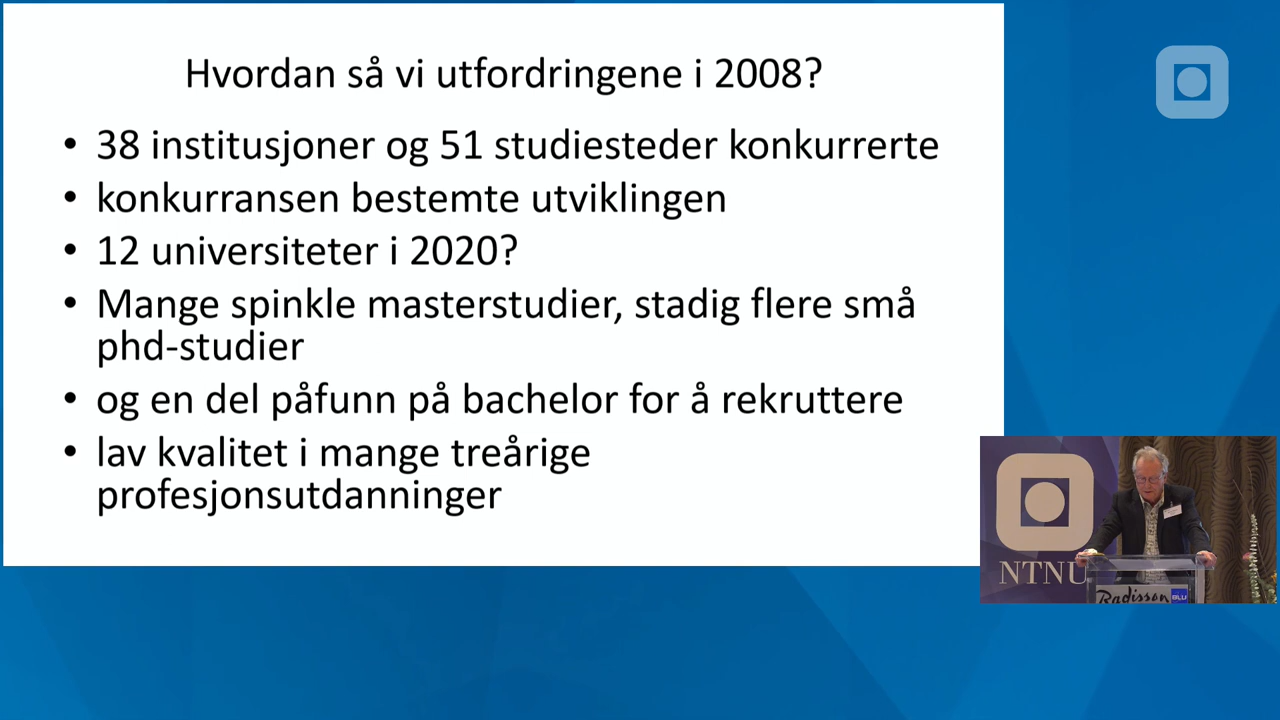 Hvordan så vi utfordringene i 2008?
• 38 institusjoner og 51 studiesteder konkurrerte
• konkurransen bestemte utviklingen
• 12 universiteter i 2020?
• Mange spinkle masterstudier, stadig flere små
phd-studier
• og en del påfunn på bachelor for å rekruttere
• lav kvalitet i mange treårige
profesjonsutdanninger
NTNU
Radisson BLU